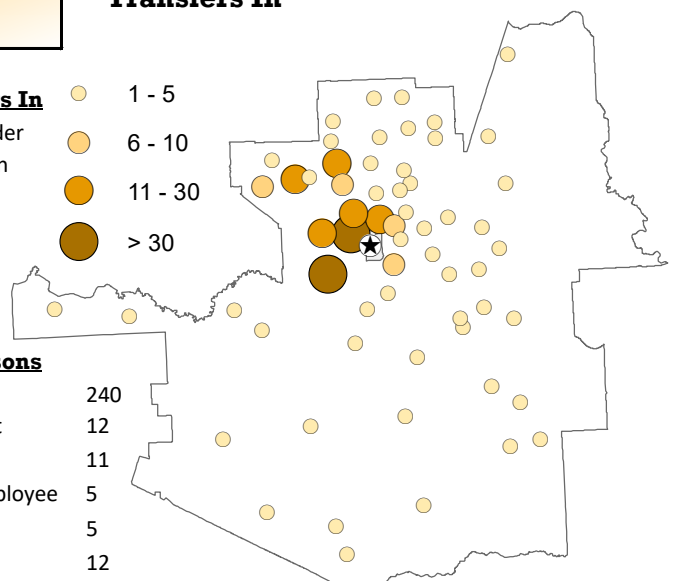 Transfers In
s In
1 - 5
der
6 - 10
n
11 - 30
> 30
sons
240
t 12
11
ployee 5
5
12